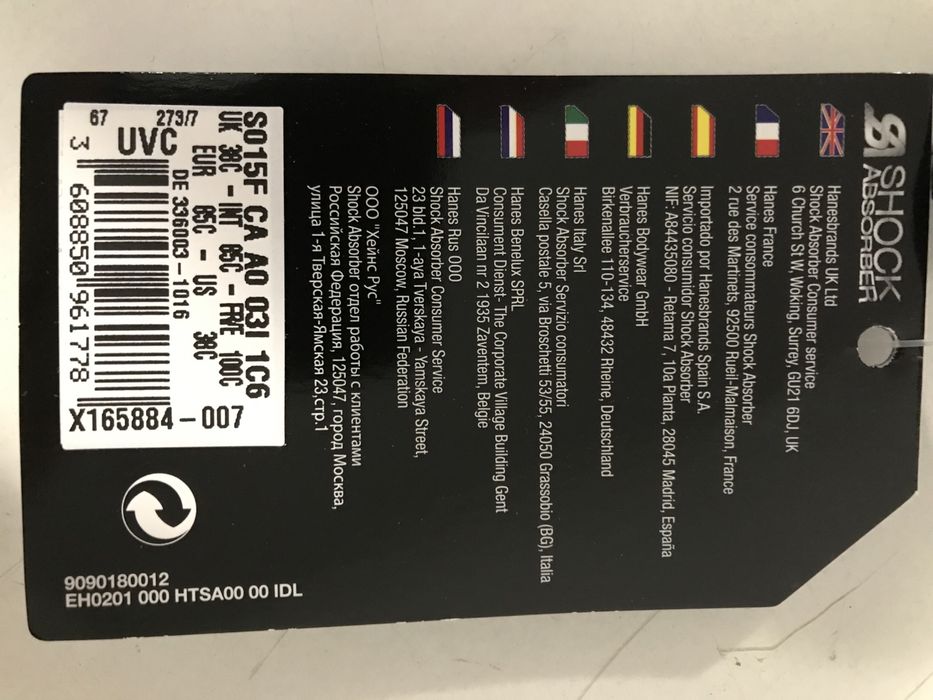 SHOCK
ABSORBER
Hanesbrands UK Ltd
Shock Absorber Consumer service
6 Church St W, Woking, Surrey, GU21 6DJ, UK
Hanes France
Service consommateurs Shock Absorber
2 rue des Martinets, 92500 Rueil-Malmaison, France
Importado por Hanesbrands Spain S.A.
Servicio consumidor Shock Absorber
NIF: A84435080 - Retama 7, 10a Planta, 28045 Madrid, España
Hanes Bodywear GmbH
Verbraucherservice
Birkenallee 110-134, 48432 Rheine, Deutschland
Hanes Italy Srl
Shock Absorber Servizio consumatori
Casella postale 5, via Boschetti 53/55, 24050 Grassobio (BG), Italia
Hanes Benelux SPRL
Consument Dienst- The Corporate Village Building Gent
Da Vincilaan nr 2 1935 Zaventem, Belgie
Hanes Rus OOO
Shock Absorber Consumer Service
23 bld.1, 1-aya Tverskaya - Yamskaya Street,
125047 Moscow, Russian Federation
ООО "Хейнс Рус"
Shock Absorber отдел работы с клиентами
Российская Федерация, 125047, город Москва,
улица 1-я Тверская-Ямская 23,стр.1
S015F CA A0 03I 1C6
UK 38C - INT 85C - FR/E 100C
EUR 85C - US 38C
DE 336003-1016
67 273/7
UVC
3 608850 961778
X165884-007
9090180012
EH0201 000 HTSA00 00 IDL